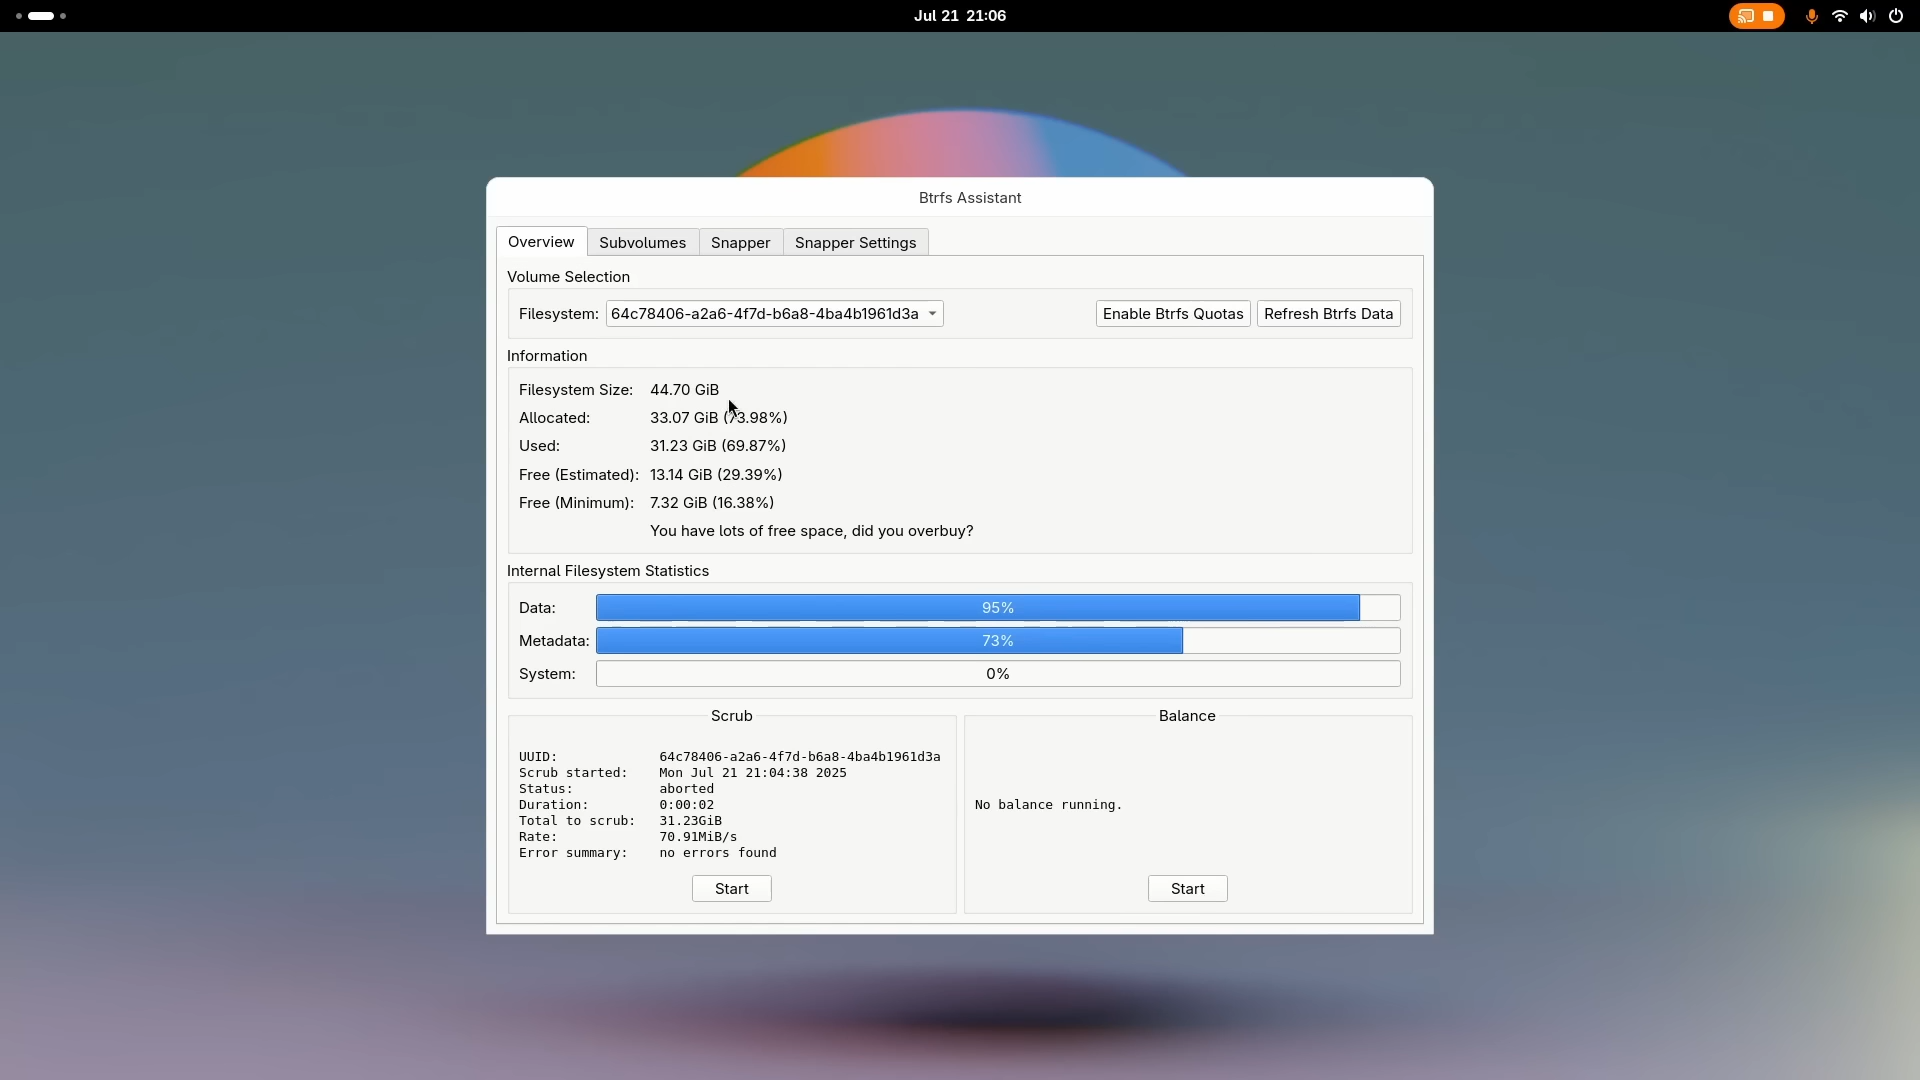 Jul 21 21:06
Btrfs Assistant
Overview Subvolumes Snapper Snapper Settings
Volume Selection
Filesystem: 64c78406-a2a6-4f7d-b6a8-4ba4b1961d3a Enable Btrfs Quotas Refresh Btrfs Data
Information
Filesystem Size: 44.70 GiB
Allocated: 33.07 GiB (73.98%)
Used: 31.23 GiB (69.87%)
Free (Estimated): 13.14 GiB (29.39%)
Free (Minimum): 7.32 GiB (16.38%)
You have lots of free space, did you overbuy?
Internal Filesystem Statistics
Data: 95%
Metadata: 73%
System: 0%
Scrub
UUID: 64c78406-a2a6-4f7d-b6a8-4ba4b1961d3a
Scrub started: Mon Jul 21 21:04:38 2025
Status: aborted
Duration: 0:00:02
Total to scrub: 31.23GiB
Rate: 70.91MiB/s
Error summary: no errors found
Start
Balance
No balance running.
Start